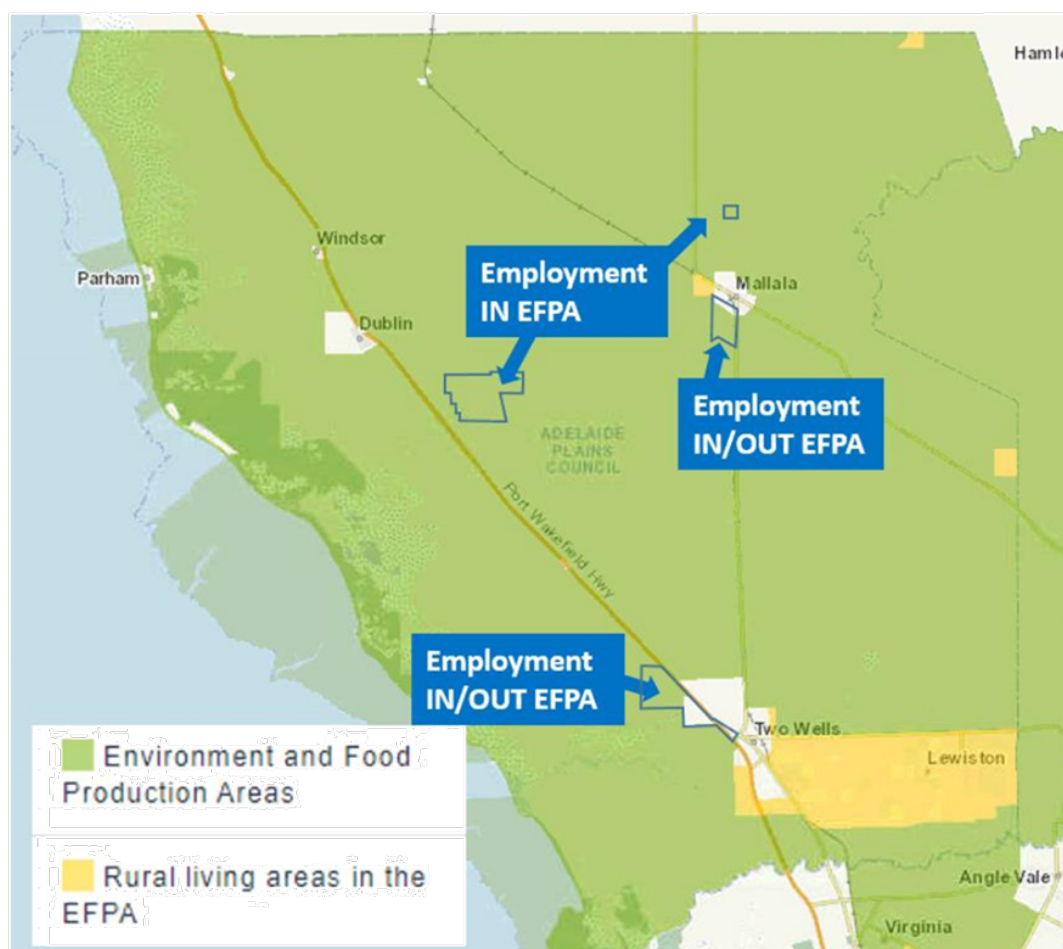 Hamle
Windsor
Parham
Employment
IN EFPA
Mallala
Dublin
Employment
IN/OUT EFPA
ADELAIDE
PLAINS
COUNCIL
Port Wakefield Hwy
Employment
IN/OUT EFPA
Two Wells
Lewiston
Environment and Food
Production Areas
Rural living areas in the
EFPA
Angle Vale
Virginia